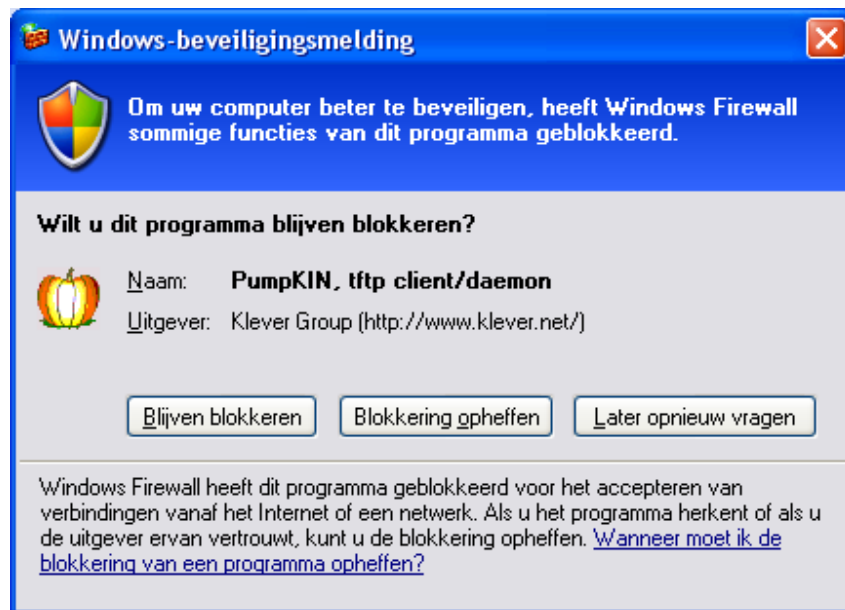 Windows-beveiligingsmelding
Om uw computer beter te beveiligen, heeft Windows Firewall
sommige functies van dit programma geblokkeerd.
Wilt u dit programma blijven blokkeren?
Naam: PumpKIN, tftp client/daemon
Uitgever: Klever Group (http://www.klever.net/)
Blijven blokkeren Blokkering opheffen Later opnieuw vragen
Windows Firewall heeft dit programma geblokkeerd voor het accepteren van
verbindingen vanaf het Internet of een netwerk. Als u het programma herkent of als u
de uitgever ervan vertrouwt, kunt u de blokkering opheffen. Wanneer moet ik de
blokkering van een programma opheffen?